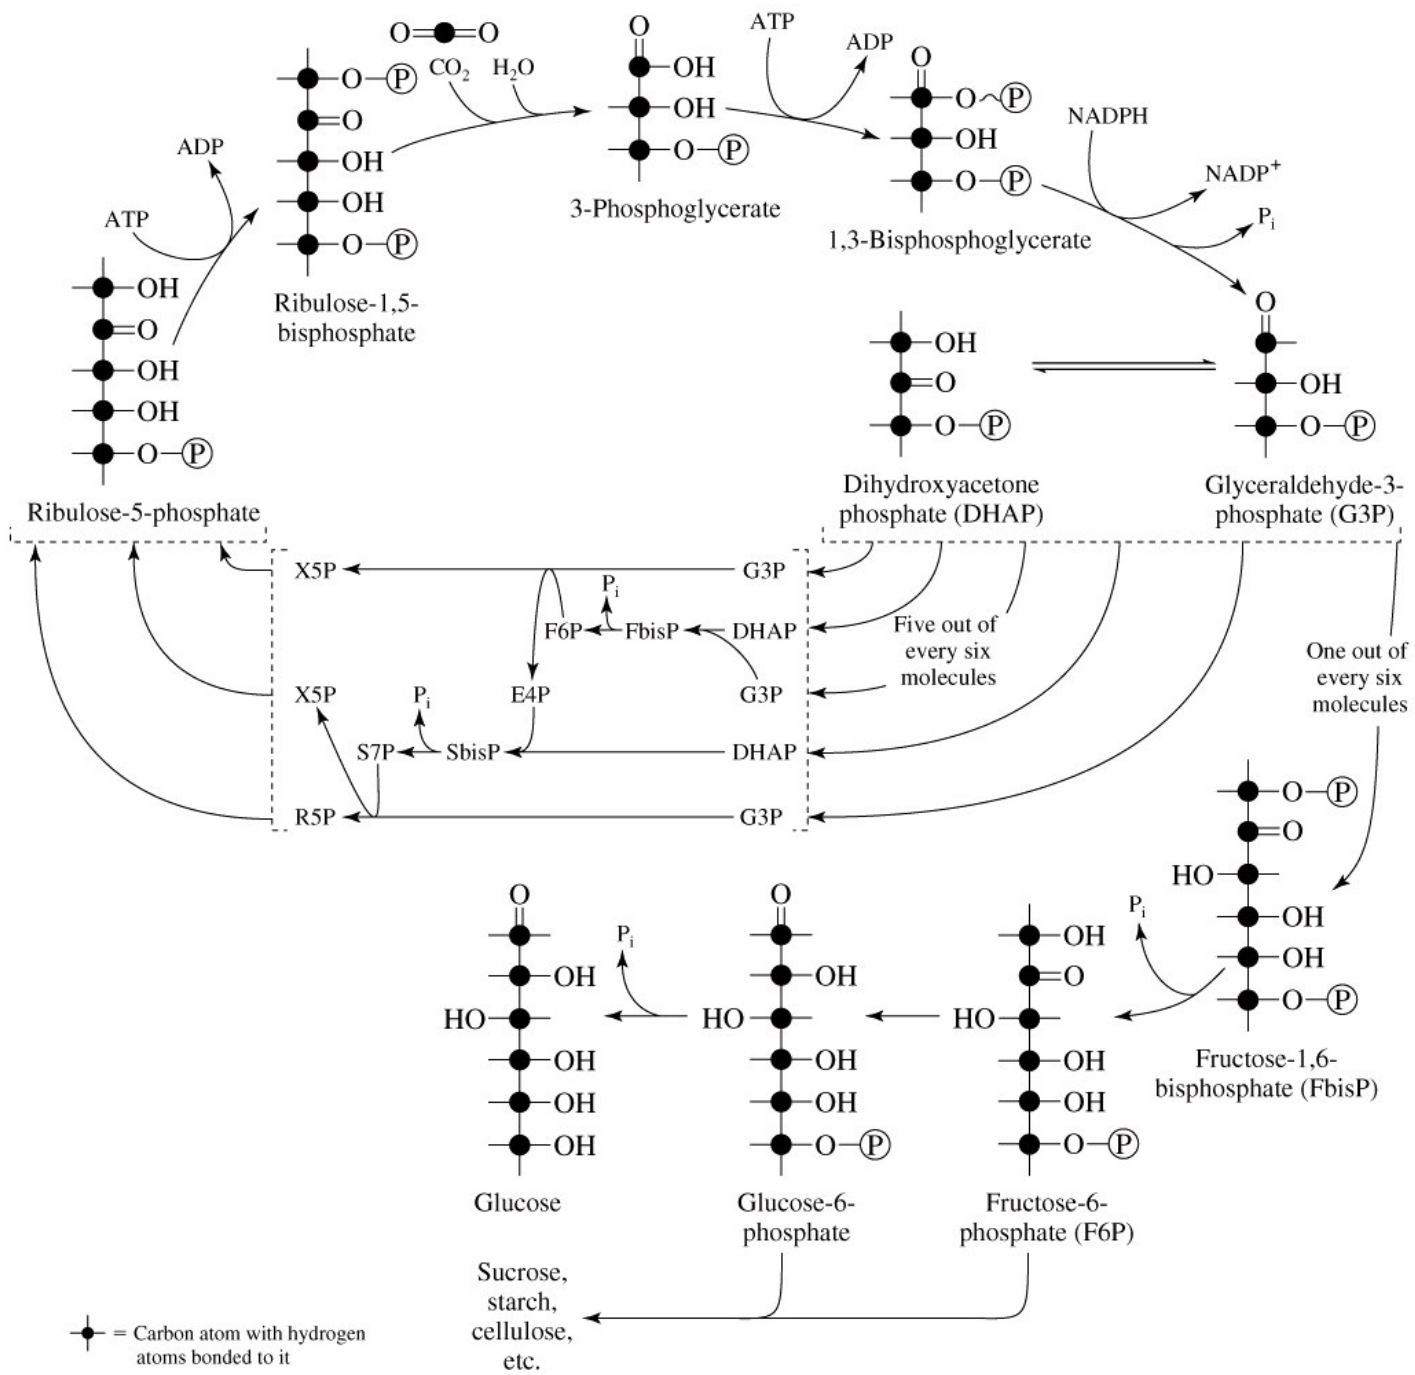 O=C=O
CO₂
H₂O
O—P
O
OH
OH
O—P
Ribulose-1,5-
bisphosphate
O
OH
OH
O—P
3-Phosphoglycerate
ATP
ADP
O
O~P
OH
O—P
1,3-Bisphosphoglycerate
NADPH
NADP⁺
Pᵢ
ADP
ATP
OH
O
OH
OH
O—P
Ribulose-5-phosphate
OH
O
O—P
Dihydroxyacetone
phosphate (DHAP)
O
OH
O—P
Glyceraldehyde-3-
phosphate (G3P)
X5P
G3P
Pᵢ
F6P
FbisP
DHAP
X5P
E4P
G3P
Pᵢ
S7P
SbisP
DHAP
R5P
G3P
Five out of
every six
molecules
One out of
every six
molecules
O—P
O
HO
OH
OH
O—P
Fructose-1,6-
bisphosphate (FbisP)
Pᵢ
OH
O
HO
OH
OH
O—P
Fructose-6-
phosphate (F6P)
O
OH
HO
OH
OH
O—P
Glucose-6-
phosphate
Pᵢ
O
OH
HO
OH
OH
OH
Glucose
Sucrose,
starch,
cellulose,
etc.
= Carbon atom with hydrogen
atoms bonded to it